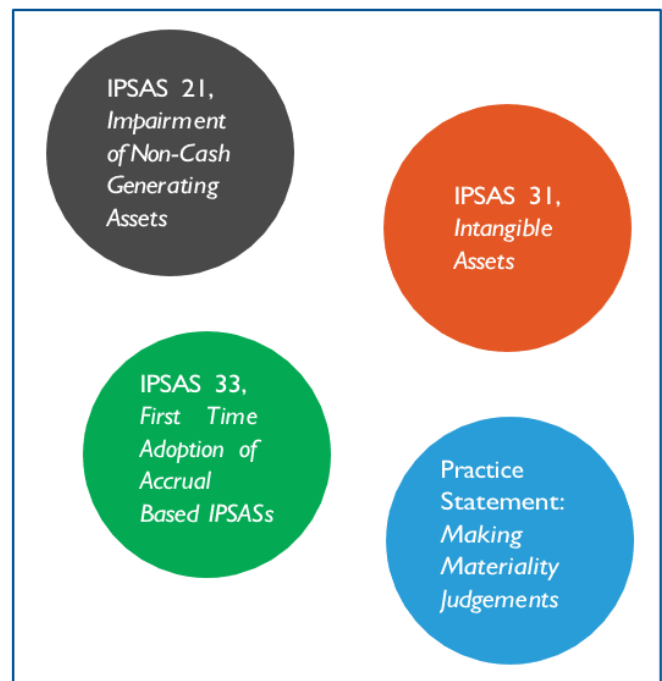 IPSAS 21,
Impairment
of Non-Cash
Generating
Assets
IPSAS 31,
Intangible
Assets
IPSAS 33,
First Time
Adoption of
Accrual
Based IPSASs
Practice
Statement:
Making
Materiality
Judgements